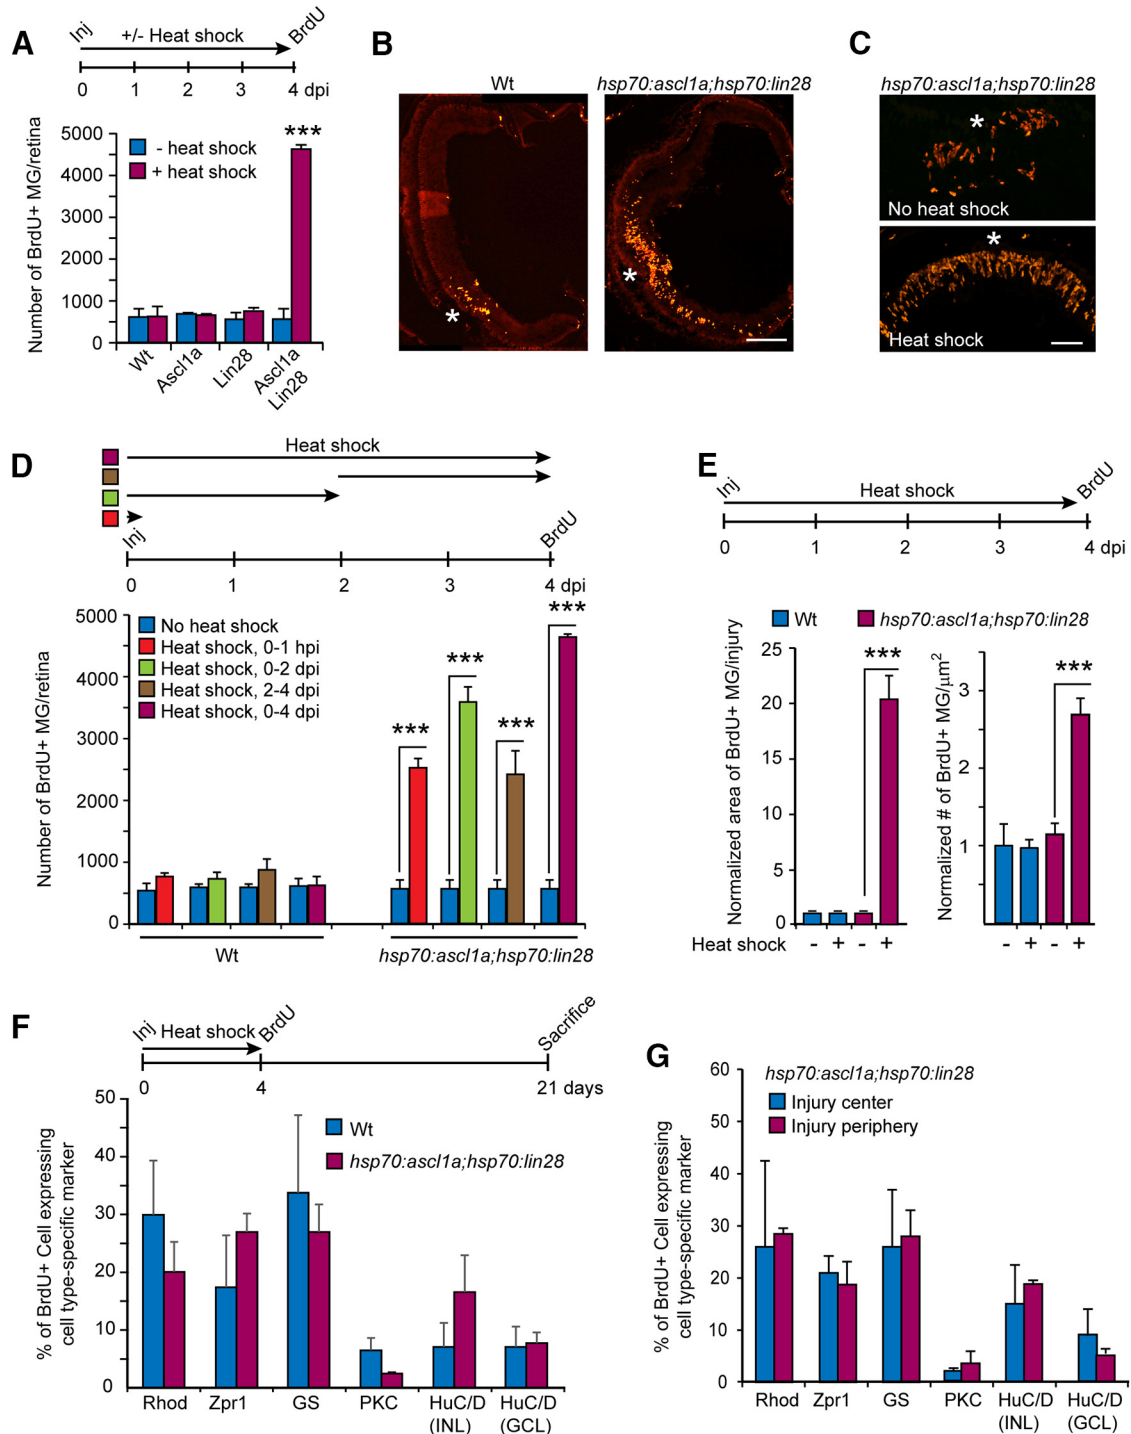 A
Inj
+/- Heat shock
BrdU
0 1 2 3 4 dpi
Number of BrdU+ MG/retina
5000
4000
3000
2000
1000
0
- heat shock
+ heat shock
***
Wt
Ascl1a
Lin28
Ascl1a
Lin28
B
Wt
hsp70:ascl1a;hsp70:lin28
*
*
C
hsp70:ascl1a;hsp70:lin28
*
No heat shock
*
Heat shock
D
Heat shock
Inj
BrdU
0 1 2 3 4 dpi
Number of BrdU+ MG/retina
5000
4000
3000
2000
1000
0
No heat shock
Heat shock, 0-1 hpi
Heat shock, 0-2 dpi
Heat shock, 2-4 dpi
Heat shock, 0-4 dpi
***
***
***
***
Wt
hsp70:ascl1a;hsp70:lin28
E
Inj
Heat shock
BrdU
0 1 2 3 4 dpi
Wt
hsp70:ascl1a;hsp70:lin28
Normalized area of BrdU+ MG/injury
25
20
15
10
5
0
***
Normalized # of BrdU+ MG/µm²
3
2
1
***
Heat shock - + - + - + - +
F
Inj
Heat shock
BrdU
Sacrifice
0 4 21 days
% of BrdU+ Cell expressing
cell type-specific marker
50
40
30
20
10
0
Wt
hsp70:ascl1a;hsp70:lin28
Rhod Zpr1 GS PKC HuC/D HuC/D
(INL) (GCL)
G
% of BrdU+ Cell expressing
cell type-specific marker
60
50
40
30
20
10
0
hsp70:ascl1a;hsp70:lin28
Injury center
Injury periphery
Rhod Zpr1 GS PKC HuC/D HuC/D
(INL) (GCL)